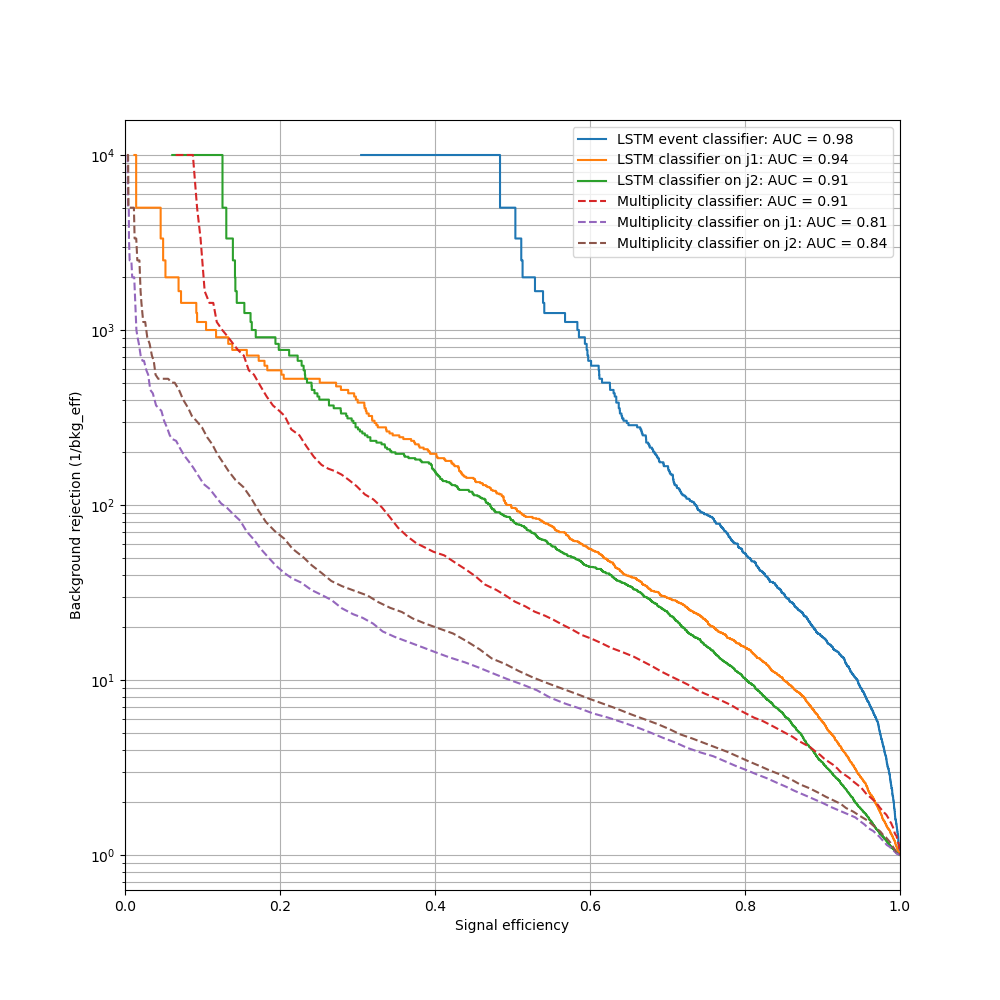 LSTM event classifier: AUC = 0.98
LSTM classifier on j1: AUC = 0.94
LSTM classifier on j2: AUC = 0.91
Multiplicity classifier: AUC = 0.91
Multiplicity classifier on j1: AUC = 0.81
Multiplicity classifier on j2: AUC = 0.84
Background rejection (1/bkg_eff)
10⁴
10³
10²
10¹
10⁰
0.0 0.2 0.4 0.6 0.8 1.0
Signal efficiency